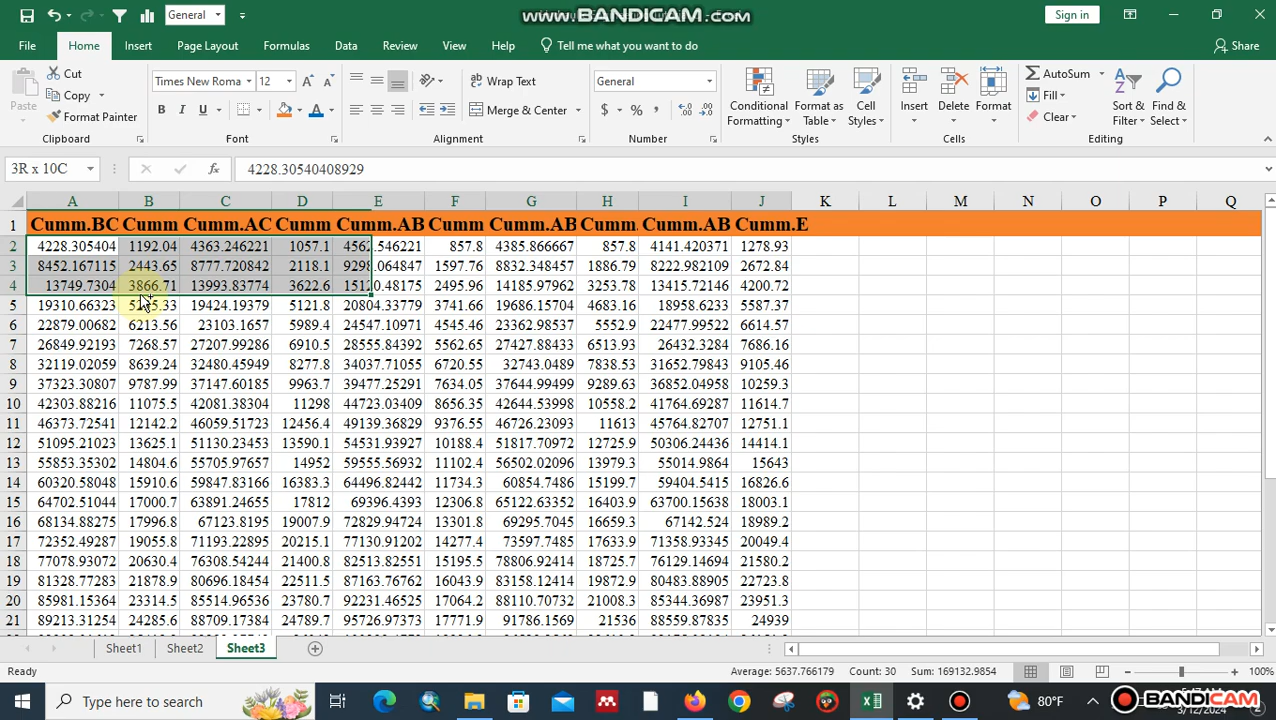 General
www.BANDICAM.com
Sign in
File Home Insert Page Layout Formulas Data Review View Help Tell me what you want to do Share
Paste
Cut
Copy
Format Painter
Times New Roma 12
B I U
Wrap Text
Merge & Center
General
$ %
Conditional Formatting
Format as Table
Cell Styles
Insert Delete Format
AutoSum
Fill
Clear
Sort & Filter
Find & Select
Clipboard Font Alignment Number Styles Cells Editing
3R x 10C fx 4228.30540408929
A B C D E F G H I J K L M N O P Q
1 Cumm.BC Cumm Cumm.AC Cumm Cumm.AB Cumm Cumm.AB Cumm. Cumm.AB Cumm.E
2 4228.305404 1192.04 4363.246221 1057.1 4562.546221 857.8 4385.866667 857.8 4141.420371 1278.93
3 8452.167115 2443.65 8777.720842 2118.1 9298.064847 1597.76 8832.348457 1886.79 8222.982109 2672.84
4 13749.7304 3866.71 13993.83774 3622.6 15120.48175 2495.96 14185.97962 3253.78 13415.72146 4200.72
5 19310.66323 19424.19379 5121.8 20804.33779 3741.66 19686.15704 4683.16 18958.6233 5587.37
6 22879.00682 6213.56 23103.1657 5989.4 24547.10971 4545.46 23362.98537 5552.9 22477.99522 6614.57
7 26849.92193 7268.57 27207.99286 6910.5 28555.84392 5562.65 27427.88433 6513.93 26432.3284 7686.16
8 32119.02059 8639.24 32480.45949 8277.8 34037.71055 6720.55 32743.0489 7838.53 31652.79843 9105.46
9 37323.30807 9787.99 37147.60185 9963.7 39477.25291 7634.05 37644.99499 9289.63 36852.04958 10259.3
10 42303.88216 11075.5 42081.38304 11298 44723.03409 8656.35 42644.53998 10558.2 41764.69287 11614.7
11 46373.72541 12142.2 46059.51723 12456.4 49139.36829 9376.55 46726.23093 11613 45764.82707 12751.1
12 51095.21023 13625.1 51130.23453 13590.1 54531.93927 10188.4 51817.70972 12725.9 50306.24436 14414.1
13 55853.35302 14804.6 55705.97657 14952 59555.56932 11102.4 56502.02096 13979.3 55014.9864 15643
14 60320.58048 15910.6 59847.83166 16383.3 64496.82442 11734.3 60854.7486 15199.7 59404.5415 16826.6
15 64702.51044 17000.7 63891.24655 17812 69396.4393 12306.8 65122.63352 16403.9 63700.15638 18003.1
16 68134.88275 17996.8 67123.8195 19007.9 72829.94724 13301.8 69295.7045 16659.3 67142.524 18989.2
17 72352.49287 19055.8 71193.22895 20215.1 77130.91202 14277.4 73597.7485 17633.9 71358.93345 20049.4
18 77078.93072 20630.4 76308.54244 21400.8 82513.82551 15195.5 78806.92414 18725.7 76129.14694 21580.2
19 81328.77283 21878.9 80696.18454 22511.5 87163.76762 16043.9 83158.12414 19872.9 80483.88905 22723.8
20 85981.15364 23314.5 85514.96536 23780.7 92231.46525 17064.2 88110.70732 21008.3 85344.36987 23951.3
21 89213.31254 24285.6 88709.17384 24789.7 95726.97373 17771.9 91786.1569 21536 88559.87835 24939
Sheet1 Sheet2 Sheet3
Ready Average: 5637.766179 Count: 30 Sum: 169132.9854 100%
Type here to search 80°F
3/12/2024
BANDICAM